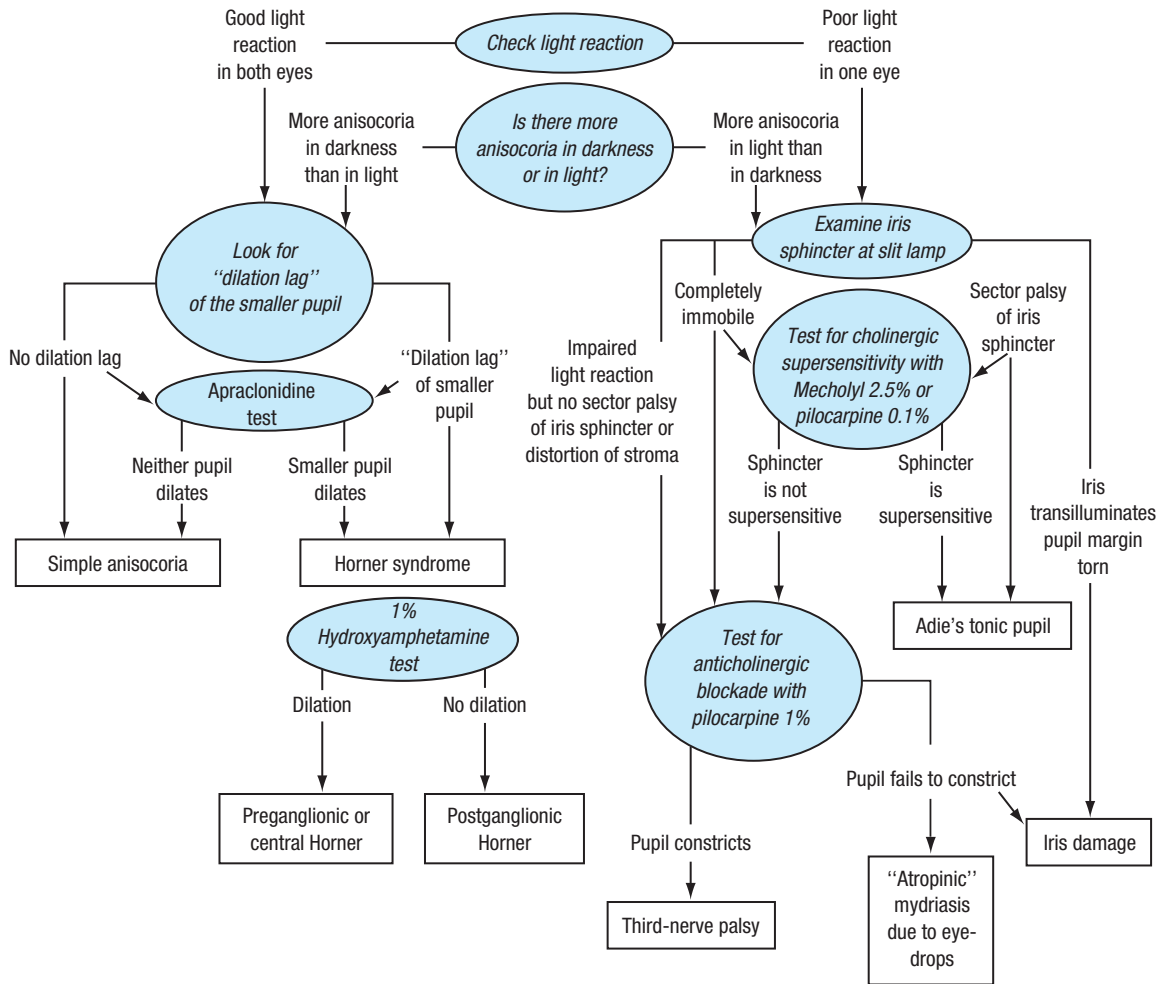 Good light
reaction
in both eyes
Check light reaction
Poor light
reaction
in one eye
More anisocoria
in darkness
than in light
Is there more
anisocoria in darkness
or in light?
More anisocoria
in light than
in darkness
Look for
‘‘dilation lag’’
of the smaller pupil
Examine iris
sphincter at slit lamp
No dilation lag
‘‘Dilation lag’’
of smaller
pupil
Apraclonidine
test
Neither pupil
dilates
Smaller pupil
dilates
Simple anisocoria
Horner syndrome
1%
Hydroxyamphetamine
test
Dilation
No dilation
Preganglionic or
central Horner
Postganglionic
Horner
Impaired
light reaction
but no sector palsy
of iris sphincter or
distortion of stroma
Completely
immobile
Test for cholinergic
supersensitivity with
Mecholyl 2.5% or
pilocarpine 0.1%
Sector palsy
of iris
sphincter
Sphincter
is not
supersensitive
Sphincter
is
supersensitive
Iris
transilluminates
pupil margin
torn
Adie’s tonic pupil
Test for
anticholinergic
blockade with
pilocarpine 1%
Pupil constricts
Pupil fails to constrict
Third-nerve palsy
‘‘Atropinic’’
mydriasis
due to eye-
drops
Iris damage